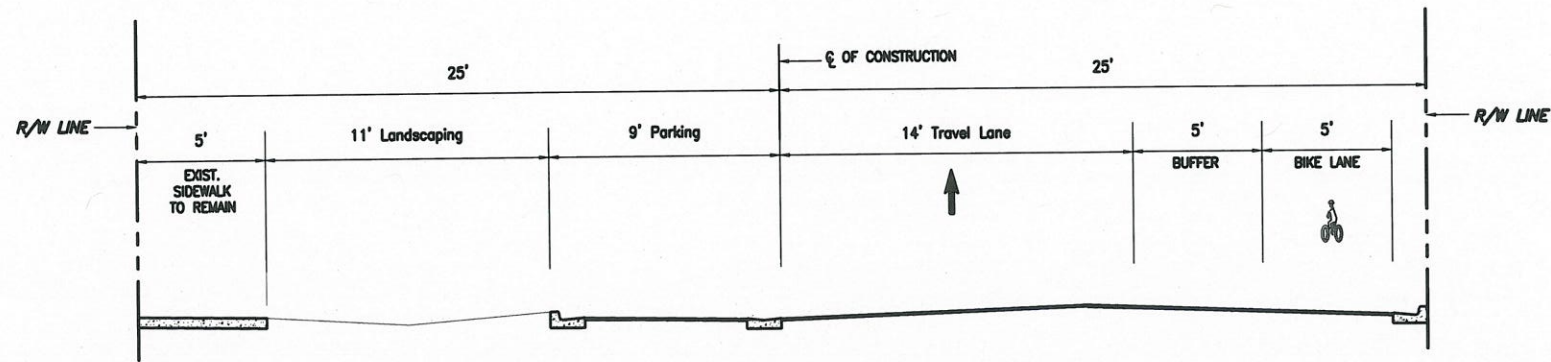 ℄ OF CONSTRUCTION
25'
25'
R/W LINE
R/W LINE
5'
11' Landscaping
9' Parking
14' Travel Lane
5'
5'
EXIST.
SIDEWALK
TO REMAIN
BUFFER
BIKE LANE